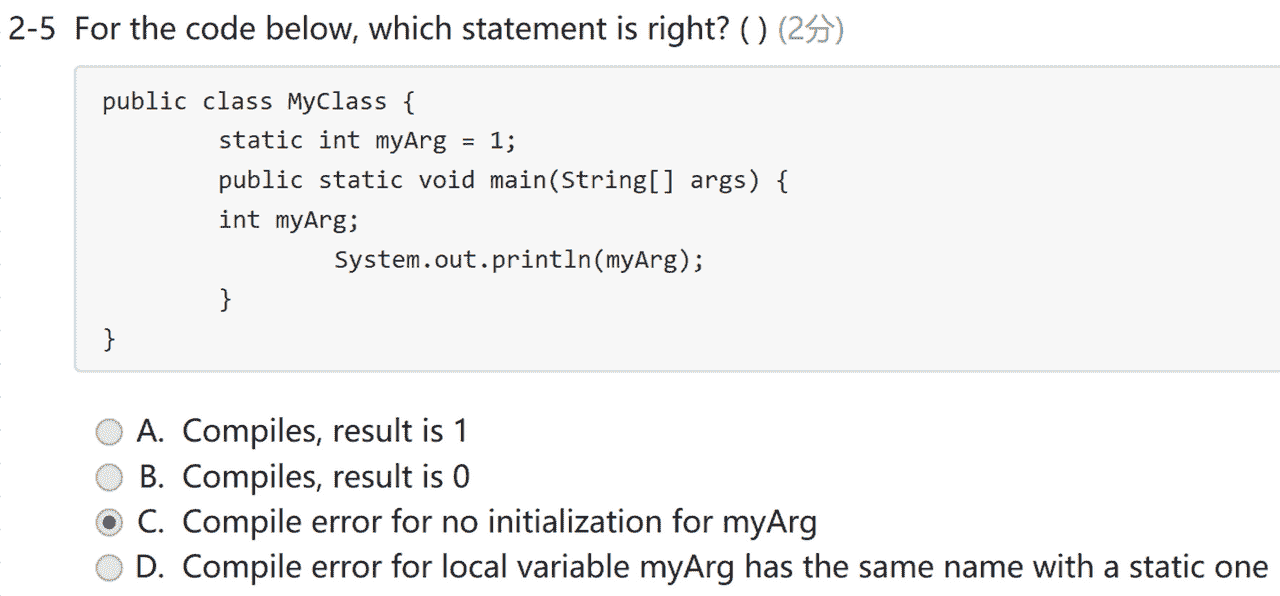 2-5 For the code below, which statement is right? ( ) (2分)
public class MyClass {
static int myArg = 1;
public static void main(String[] args) {
int myArg;
System.out.println(myArg);
}
}
A. Compiles, result is 1
B. Compiles, result is 0
C. Compile error for no initialization for myArg
D. Compile error for local variable myArg has the same name with a static one